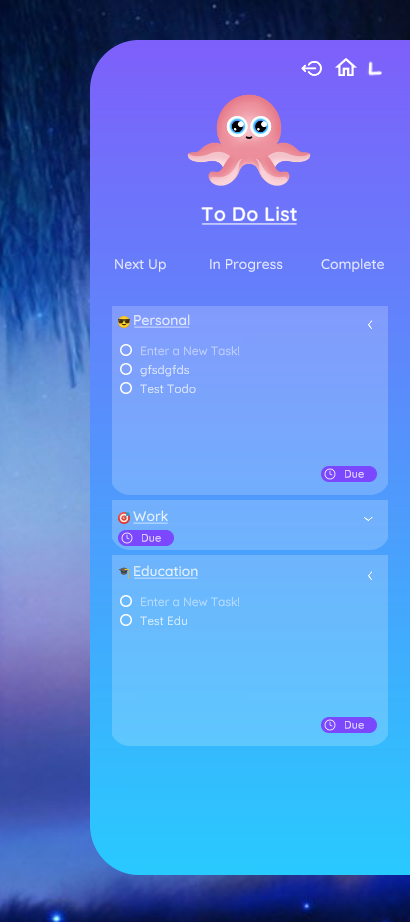 To Do List
Next Up In Progress Complete
😎 Personal
Enter a New Task!
gfsdgfds
Test Todo
Due
🎯 Work
Due
🎓 Education
Enter a New Task!
Test Edu
Due